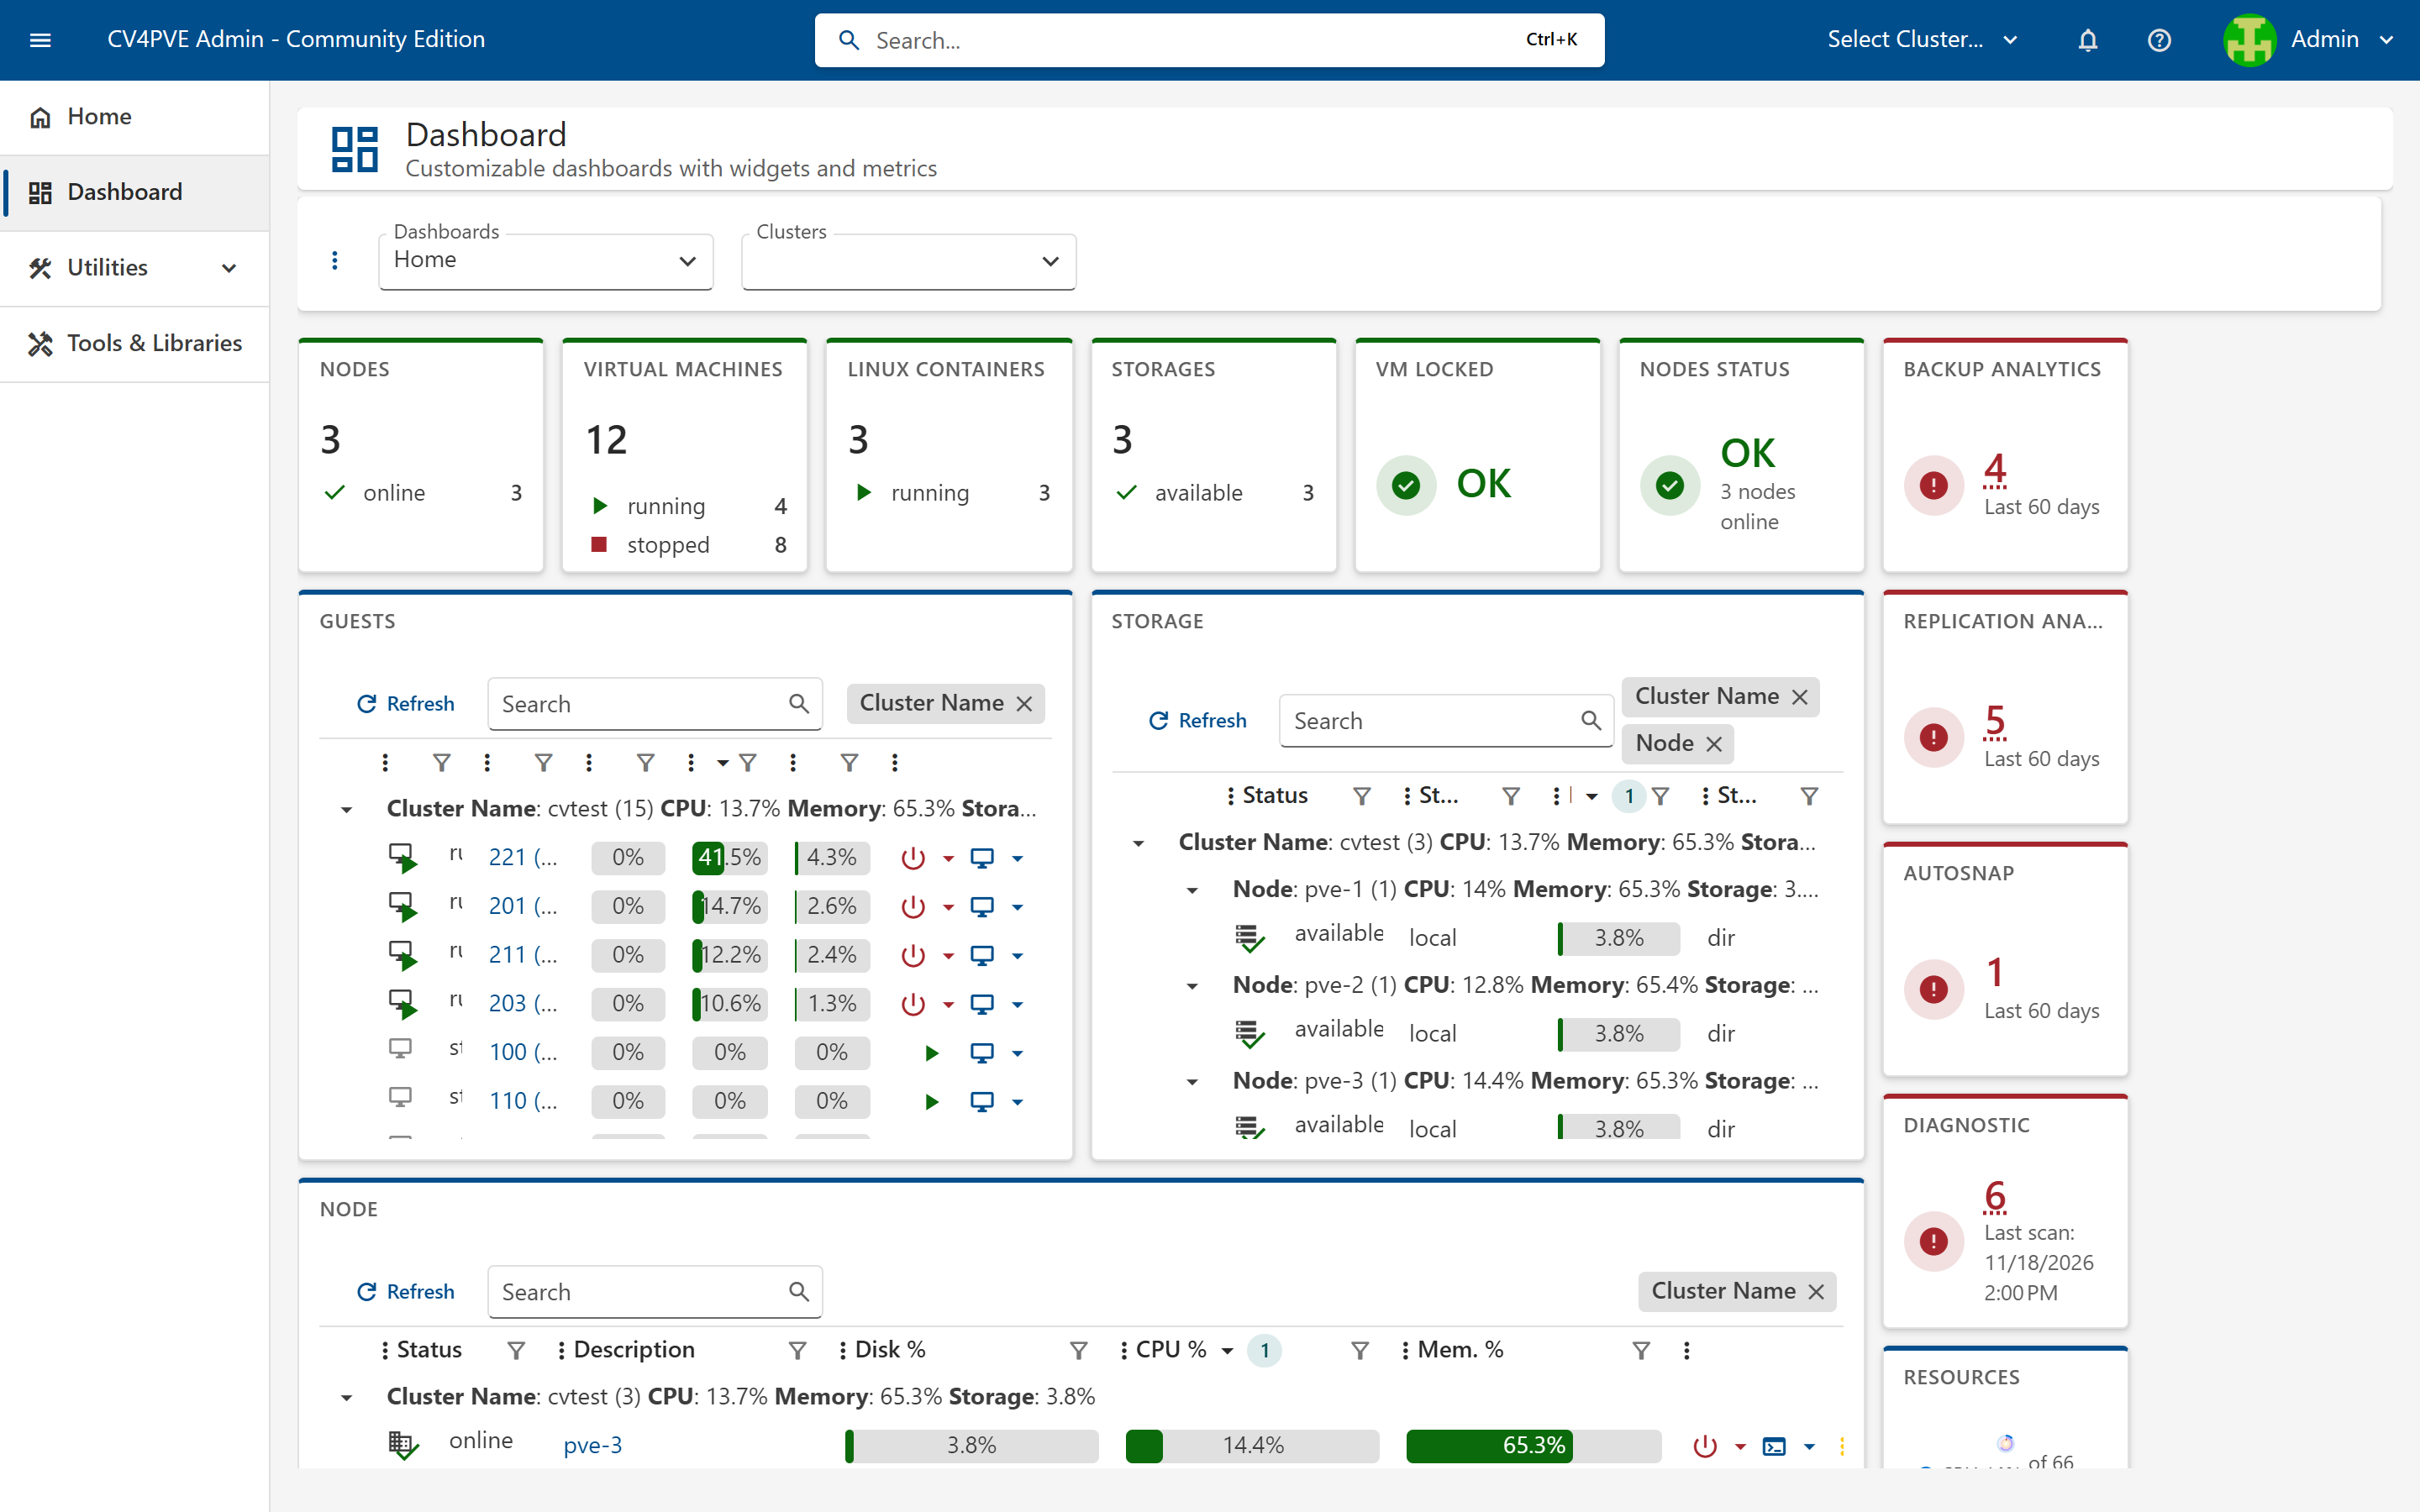 CV4PVE Admin - Community Edition
Search...
Ctrl+K
Select Cluster...
Admin
Home
Dashboard
Utilities
Tools & Libraries
Dashboard
Customizable dashboards with widgets and metrics
Dashboards
Home
Clusters
NODES
3
online 3
VIRTUAL MACHINES
12
running 4
stopped 8
LINUX CONTAINERS
3
running 3
STORAGES
3
available 3
VM LOCKED
OK
NODES STATUS
OK
3 nodes
online
BACKUP ANALYTICS
4
Last 60 days
GUESTS
Refresh
Search
Cluster Name
Cluster Name: cvtest (15) CPU: 13.7% Memory: 65.3% Stora...
221 (... 0% 41.5% 4.3%
201 (... 0% 14.7% 2.6%
211 (... 0% 12.2% 2.4%
203 (... 0% 10.6% 1.3%
100 (... 0% 0% 0%
110 (... 0% 0% 0%
STORAGE
Refresh
Search
Cluster Name
Node
Status St... 1 St...
Cluster Name: cvtest (3) CPU: 13.7% Memory: 65.3% Stora...
Node: pve-1 (1) CPU: 14% Memory: 65.3% Storage: 3....
available local 3.8% dir
Node: pve-2 (1) CPU: 12.8% Memory: 65.4% Storage: ...
available local 3.8% dir
Node: pve-3 (1) CPU: 14.4% Memory: 65.3% Storage: ...
available local 3.8% dir
REPLICATION ANA...
5
Last 60 days
AUTOSNAP
1
Last 60 days
DIAGNOSTIC
6
Last scan:
11/18/2026
2:00 PM
NODE
Refresh
Search
Cluster Name
Status Description Disk % CPU % 1 Mem. %
Cluster Name: cvtest (3) CPU: 13.7% Memory: 65.3% Storage: 3.8%
online pve-3 3.8% 14.4% 65.3%
RESOURCES
of 66